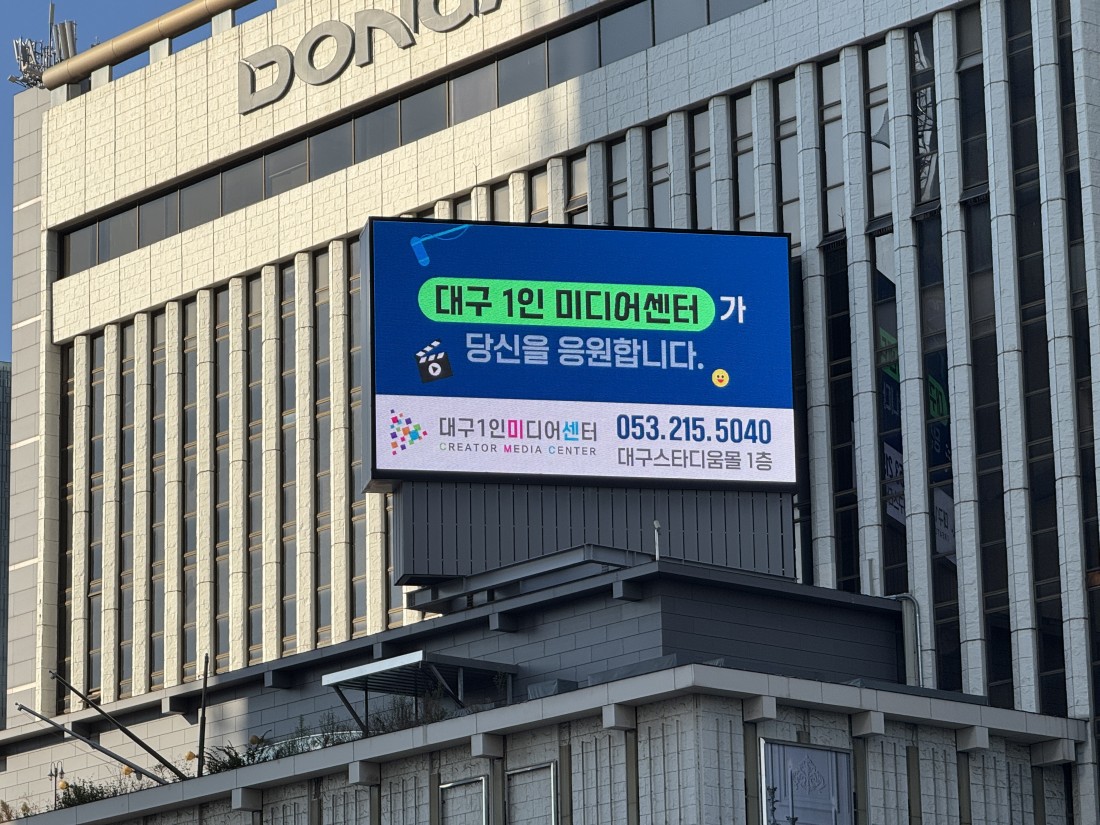 DONGA
대구 1인 미디어센터 가
당신을 응원합니다.
대구1인미디어센터
CREATOR MEDIA CENTER
053.215.5040
대구스타디움몰 1층